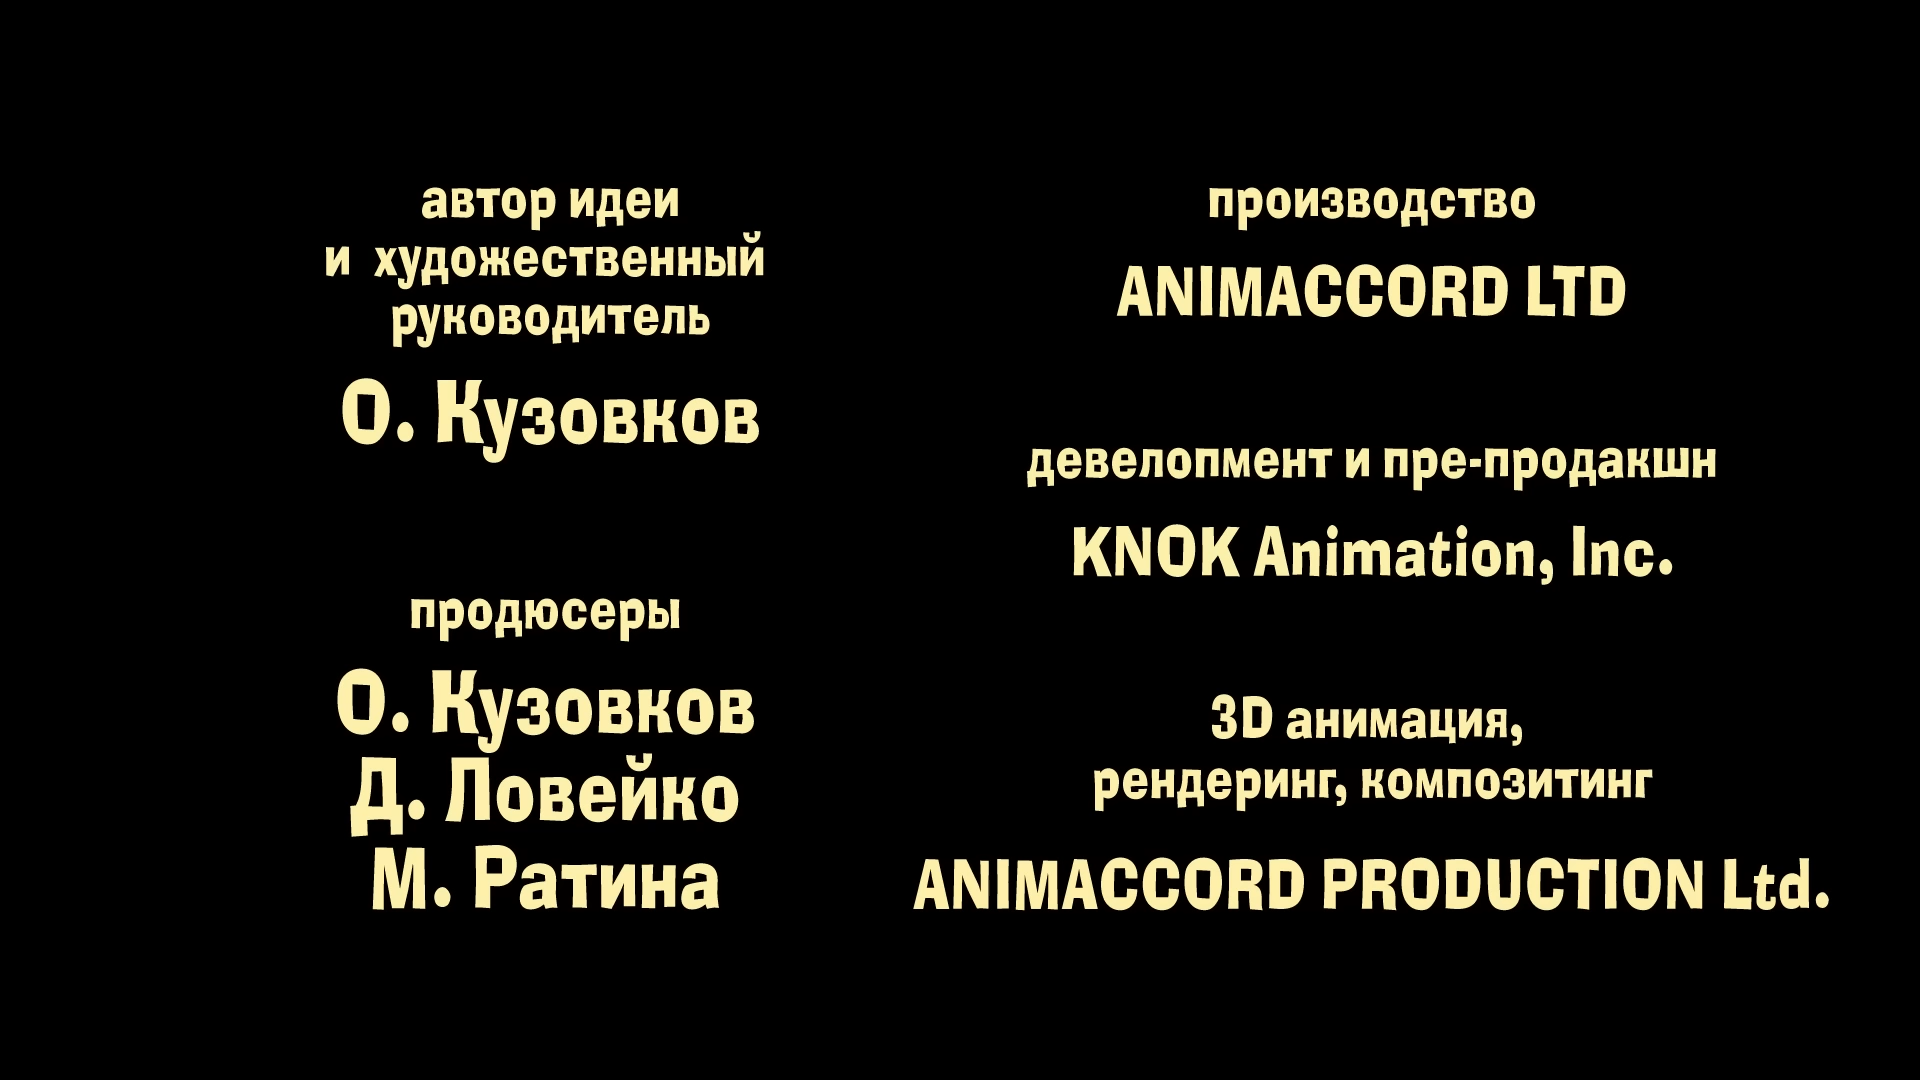 автор идеи
и художественный
руководитель
О. Кузовков
продюсеры
О. Кузовков
Д. Ловейко
М. Ратина
производство
ANIMACCORD LTD
девелопмент и пре-продакшн
KNOK Animation, Inc.
3D анимация,
рендеринг, композитинг
ANIMACCORD PRODUCTION Ltd.